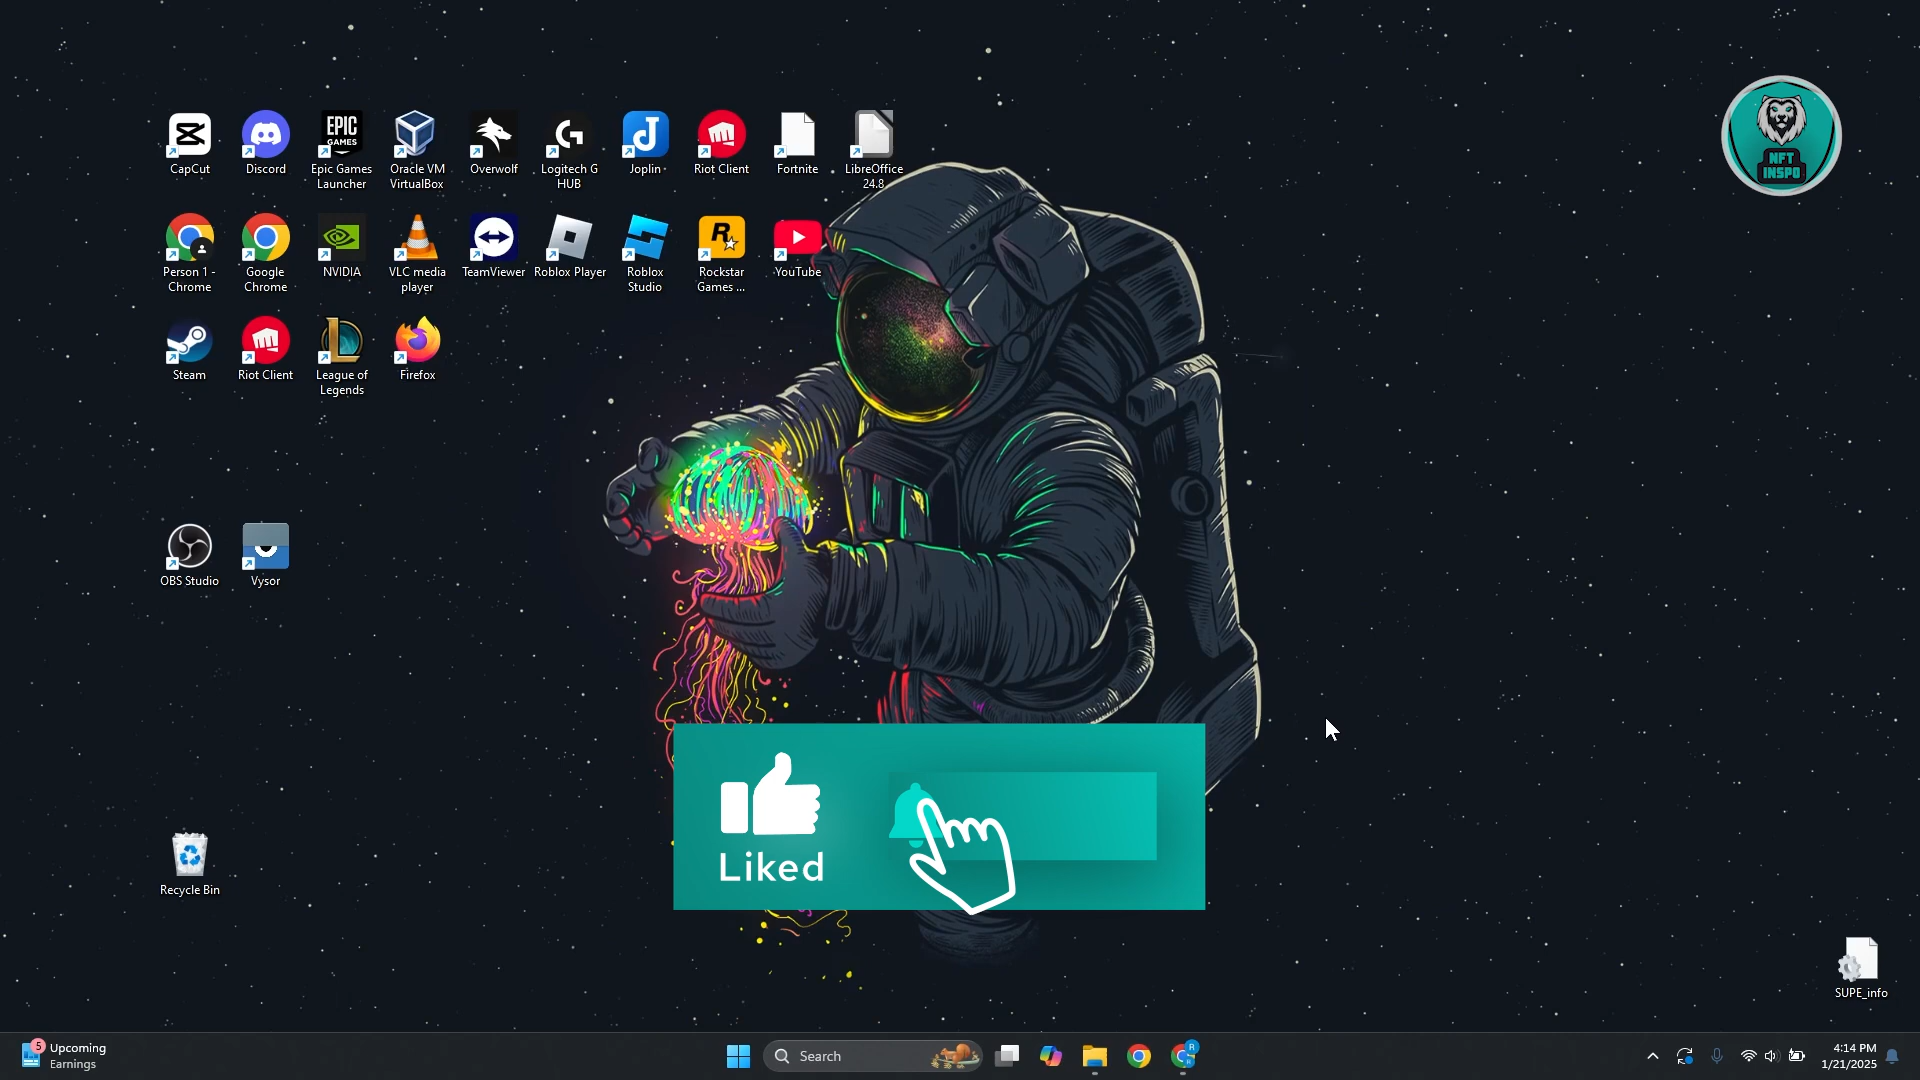 EPIC
GAMES
NFT
INSPO
CapCut
Discord
Epic Games
Launcher
Oracle VM
VirtualBox
Overwolf
Logitech G
HUB
Joplin
Riot Client
Fortnite
LibreOffice
24.8
Person 1 -
Chrome
Google
Chrome
NVIDIA
VLC media
player
TeamViewer
Roblox Player
Roblox
Studio
Rockstar
Games ...
YouTube
Steam
Riot Client
League of
Legends
Firefox
OBS Studio
Vysor
Liked
Recycle Bin
SUPE_info
5
Upcoming
Earnings
Search
R
4:14 PM
1/21/2025